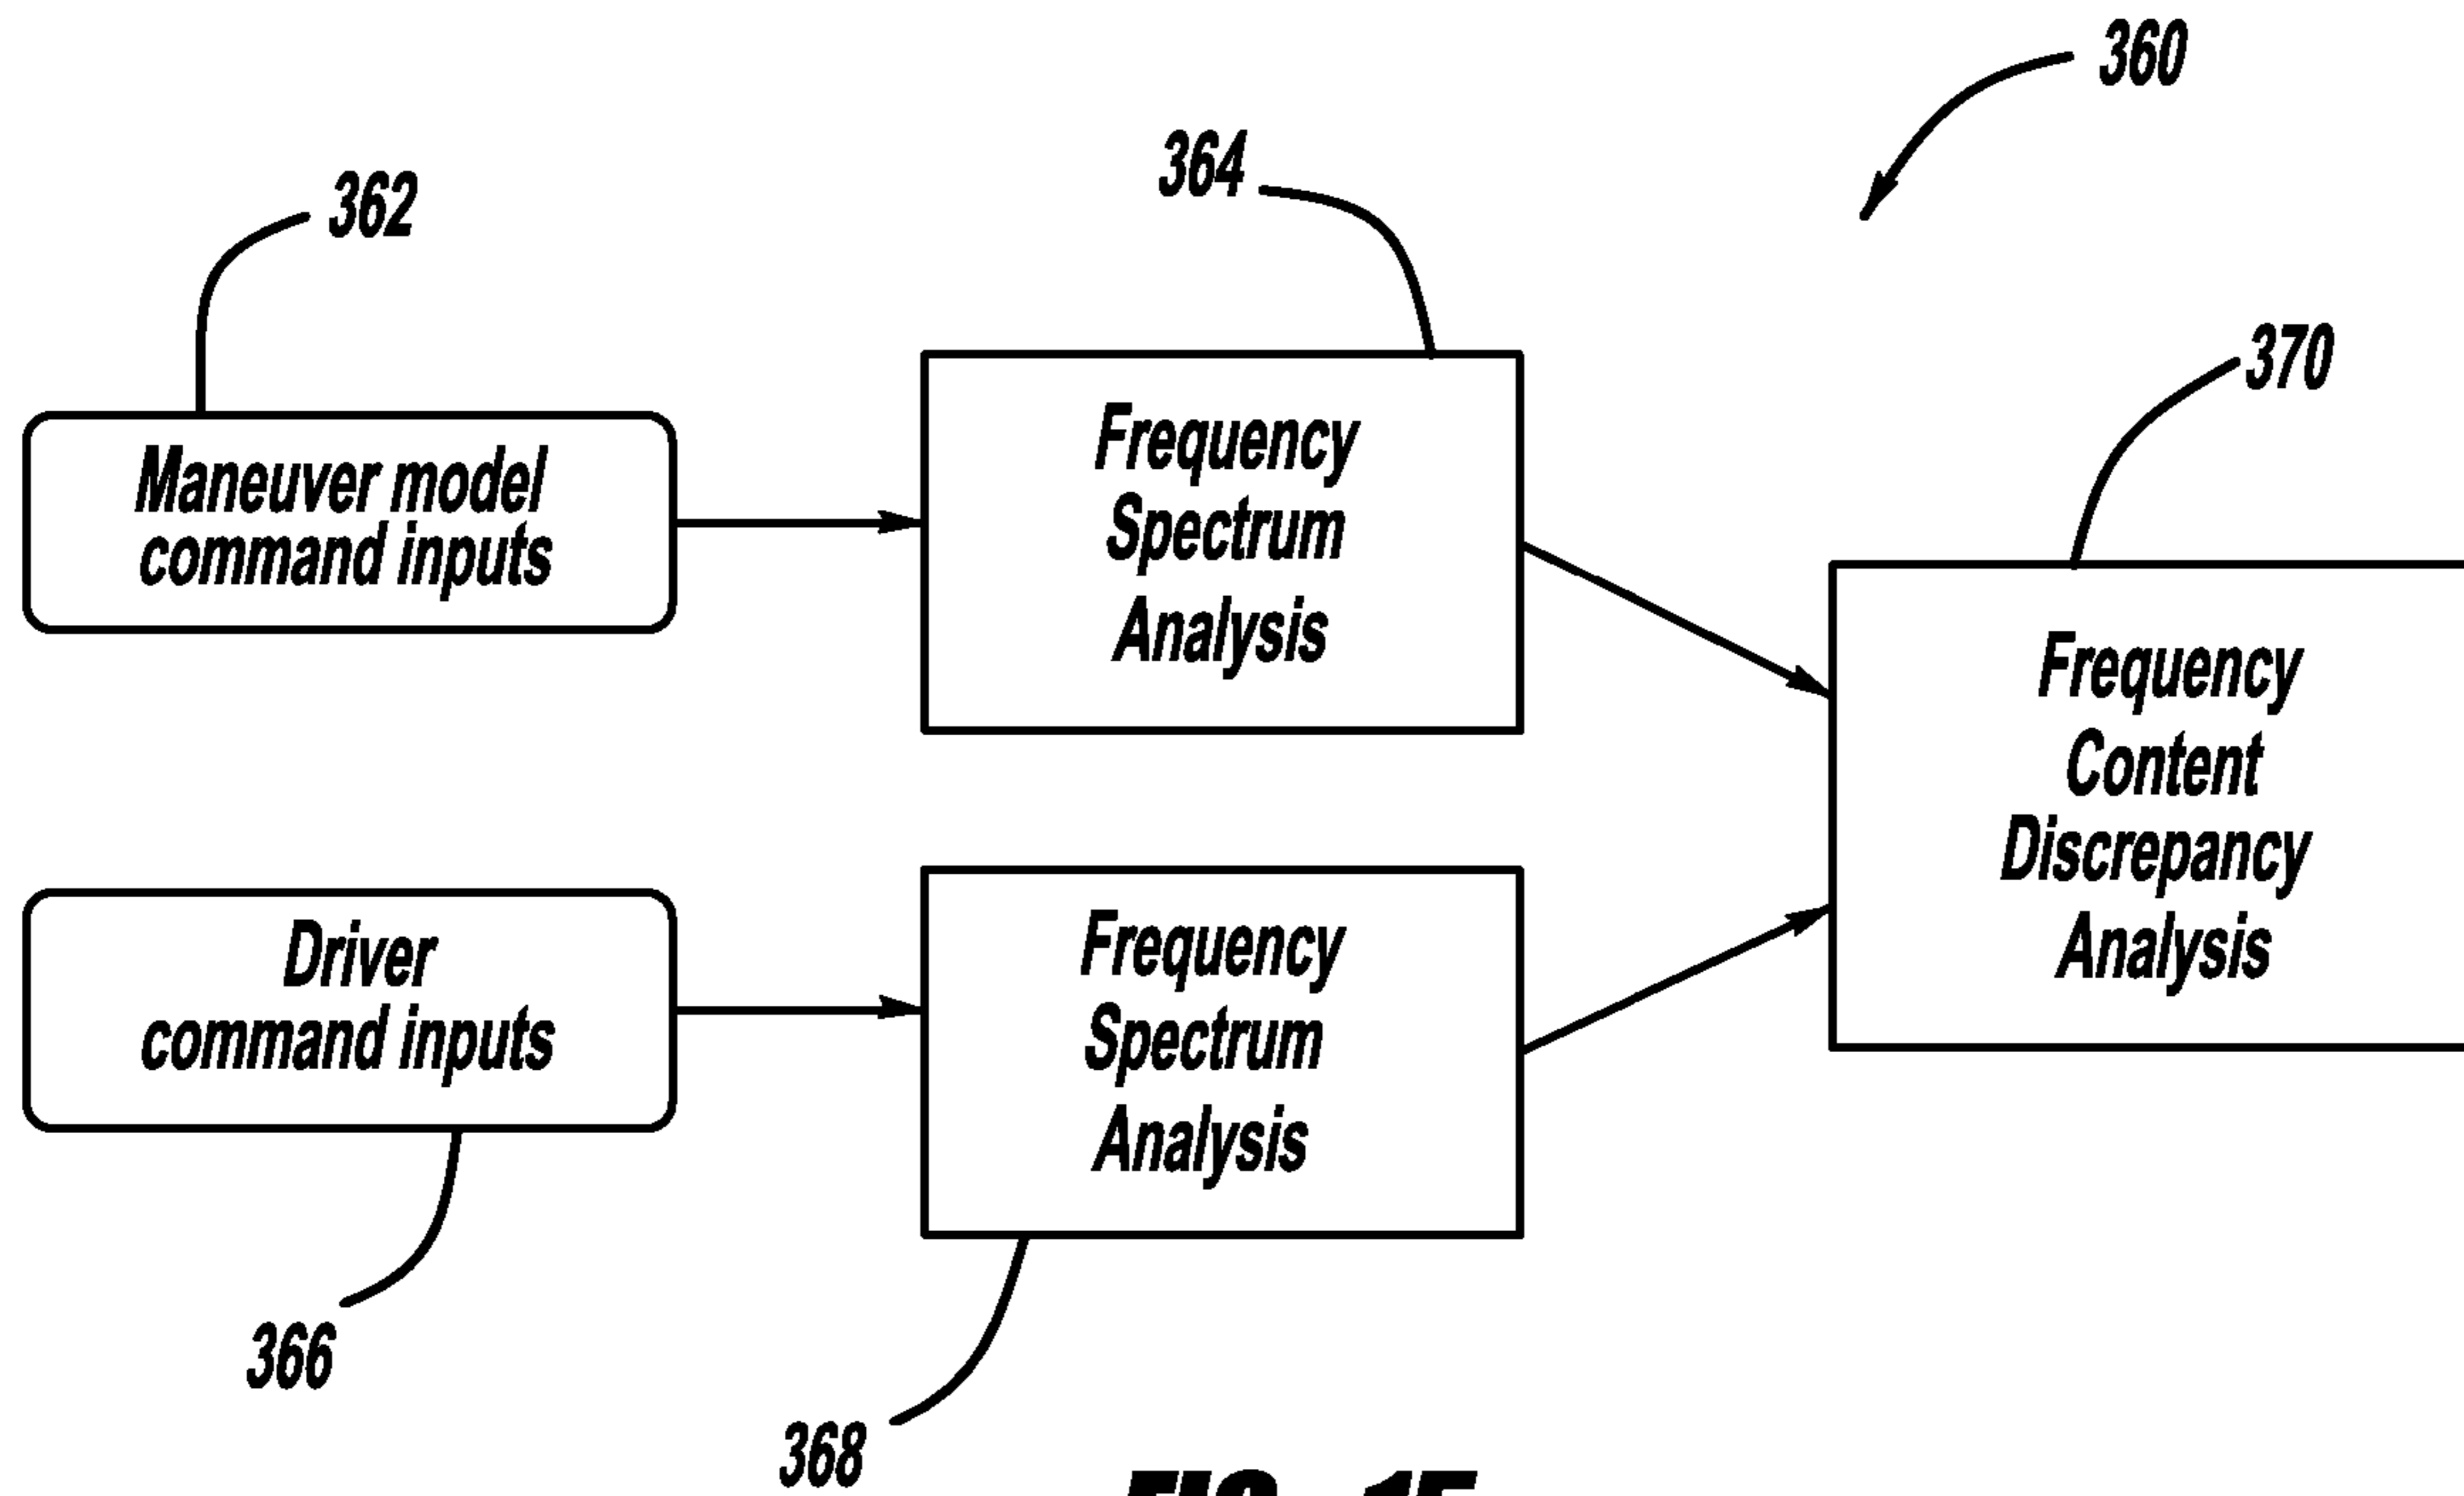 360
364
362
370
Maneuver model
command inputs
Frequency
Spectrum
Analysis
Frequency
Content
Discrepancy
Analysis
Driver
command inputs
Frequency
Spectrum
Analysis
366
368